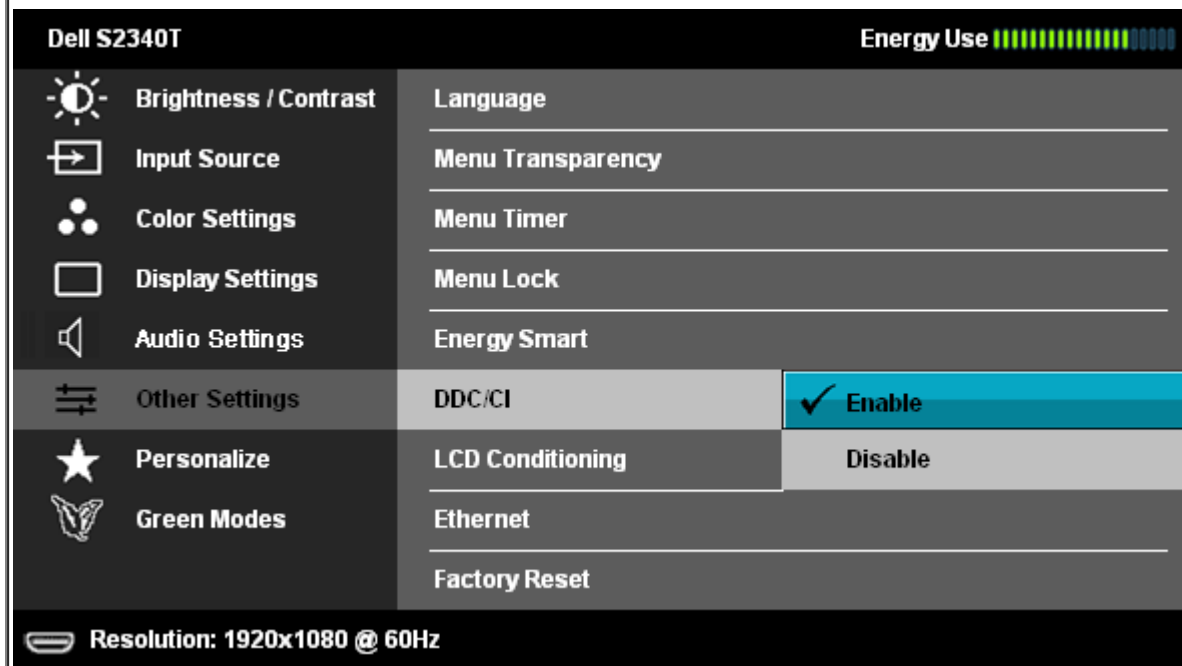 Dell S2340T Energy Use
Brightness / Contrast Language
Input Source Menu Transparency
Color Settings Menu Timer
Display Settings Menu Lock
Audio Settings Energy Smart
Other Settings DDC/CI Enable
Personalize LCD Conditioning Disable
Green Modes Ethernet
Factory Reset
Resolution: 1920x1080 @ 60Hz